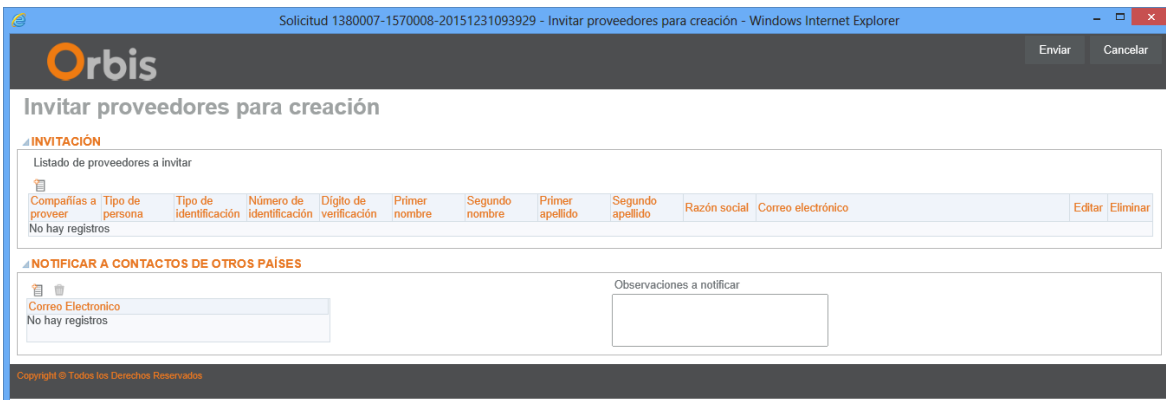 Solicitud 1380007-1570008-20151231093929 - Invitar proveedores para creación - Windows Internet Explorer
Orbis
Enviar Cancelar
Invitar proveedores para creación
INVITACIÓN
Listado de proveedores a invitar
Compañías a proveer Tipo de persona Tipo de identificación Número de identificación Dígito de verificación Primer nombre Segundo nombre Primer apellido Segundo apellido Razón social Correo electrónico Editar Eliminar
No hay registros
NOTIFICAR A CONTACTOS DE OTROS PAÍSES
Observaciones a notificar
Correo Electronico
No hay registros
Copyright © Todos los Derechos Reservados